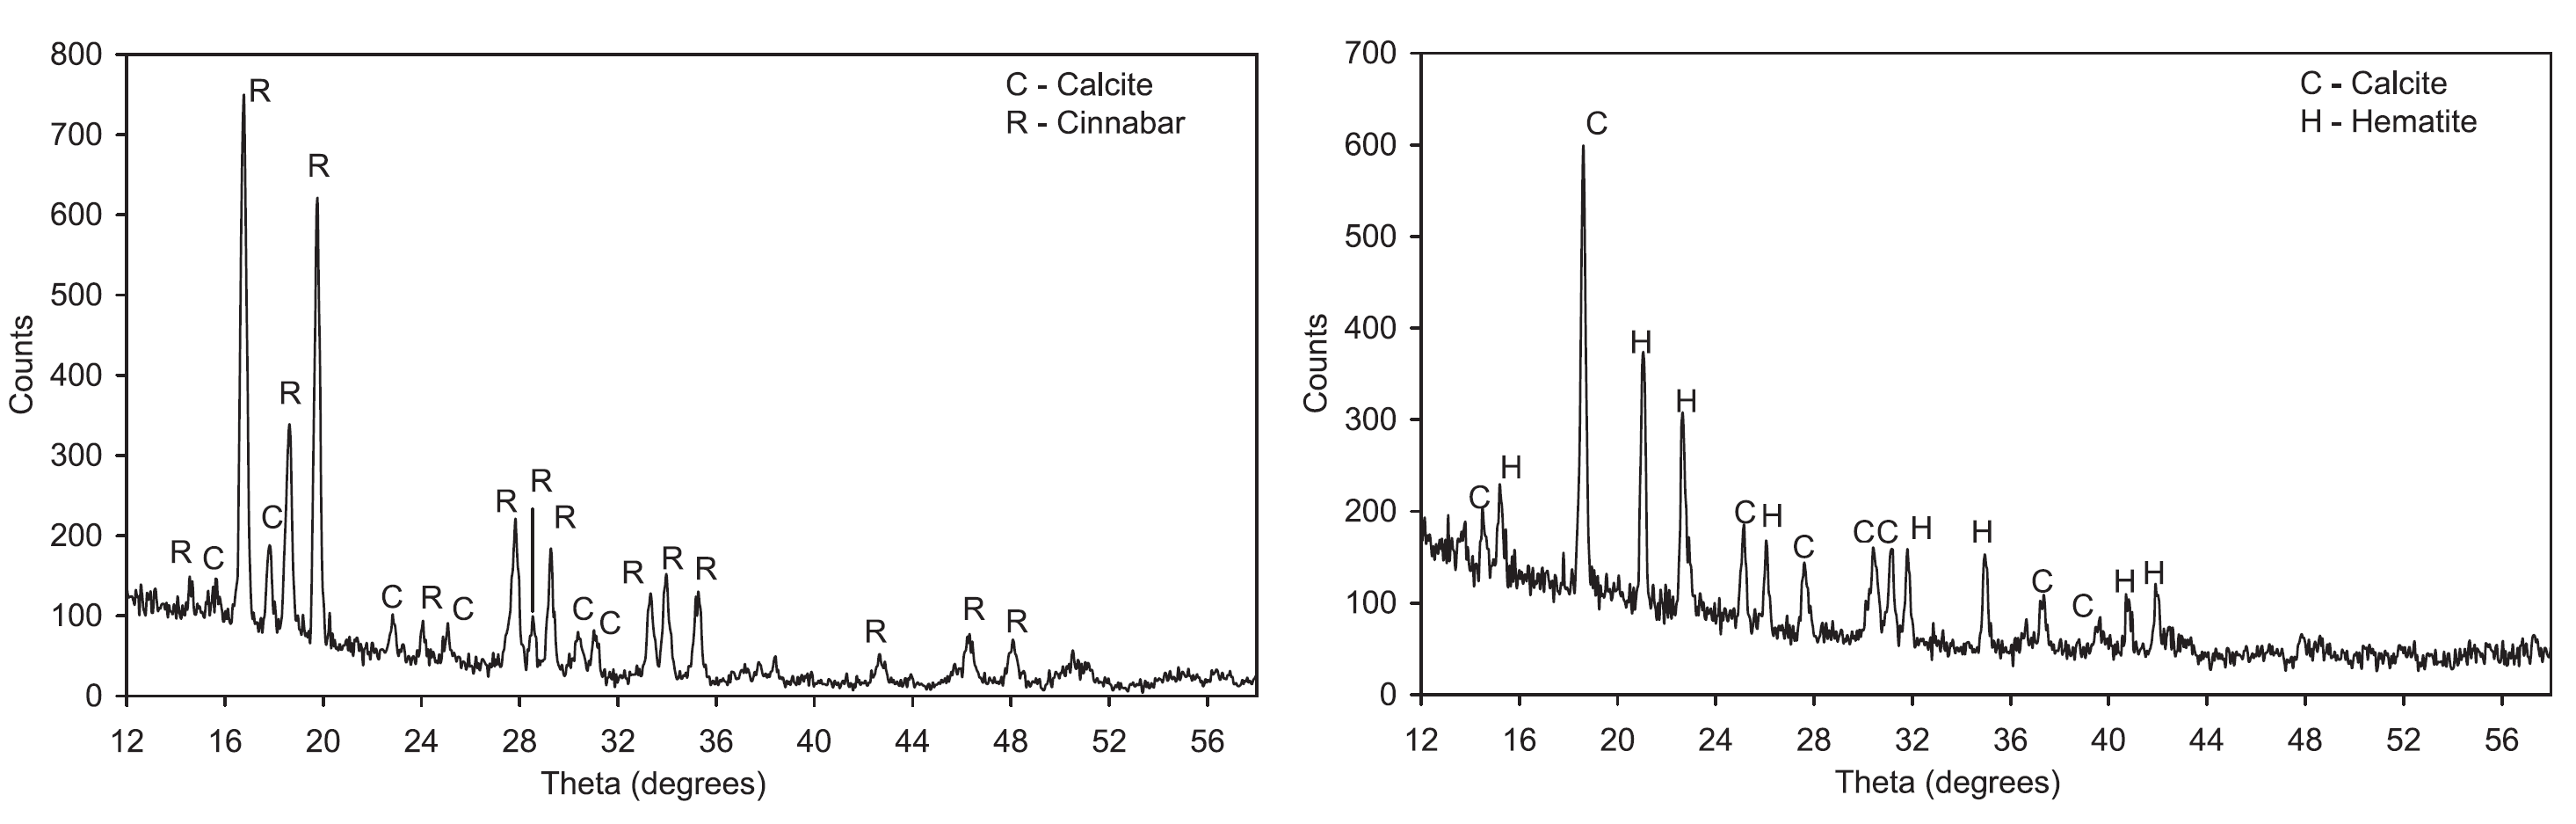 800
700
600
500
400
300
200
100
0
Counts
12 16 20 24 28 32 36 40 44 48 52 56
Theta (degrees)
C - Calcite
R - Cinnabar
R
R
R
C
R C
C R C
R
R
R
C C
R R R
R
R R
700
600
500
400
300
200
100
0
Counts
12 16 20 24 28 32 36 40 44 48 52 56
Theta (degrees)
C - Calcite
H - Hematite
C
H
H
H
C
C H
C
C C H
H
C
C
H H